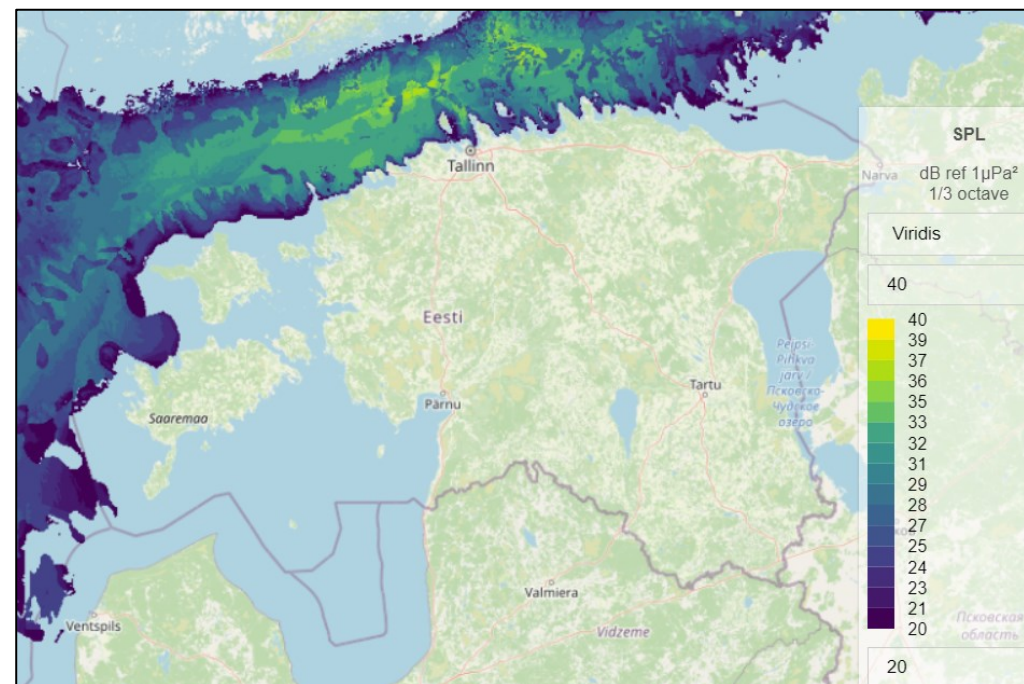 Tallinn
Narva
Eesti
Pärnu
Tartu
Peipsi-
Pihkva
järv /
Псковско-
Чудское
озеро
Saaremaa
Ventspils
Valmiera
Vidzeme
Псковская
область
SPL
dB ref 1µPa²
1/3 octave
Viridis
40
40
39
37
36
35
33
32
31
29
28
27
25
24
23
21
20
20